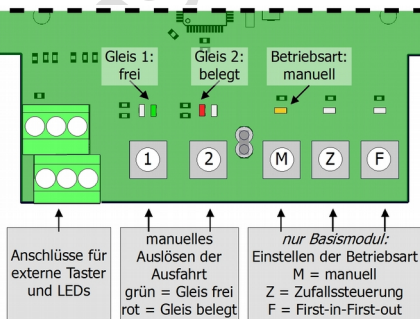 Gleis 1:
frei
Gleis 2:
belegt
Betriebsart:
manuell
1
2
M
Z
F
Anschlüsse für
externe Taster
und LEDs
manuelles
Auslösen der
Ausfahrt
grün = Gleis frei
rot = Gleis belegt
nur Basismodul:
Einstellen der Betriebsart
M = manuell
Z = Zufallssteuerung
F = First-in-First-out